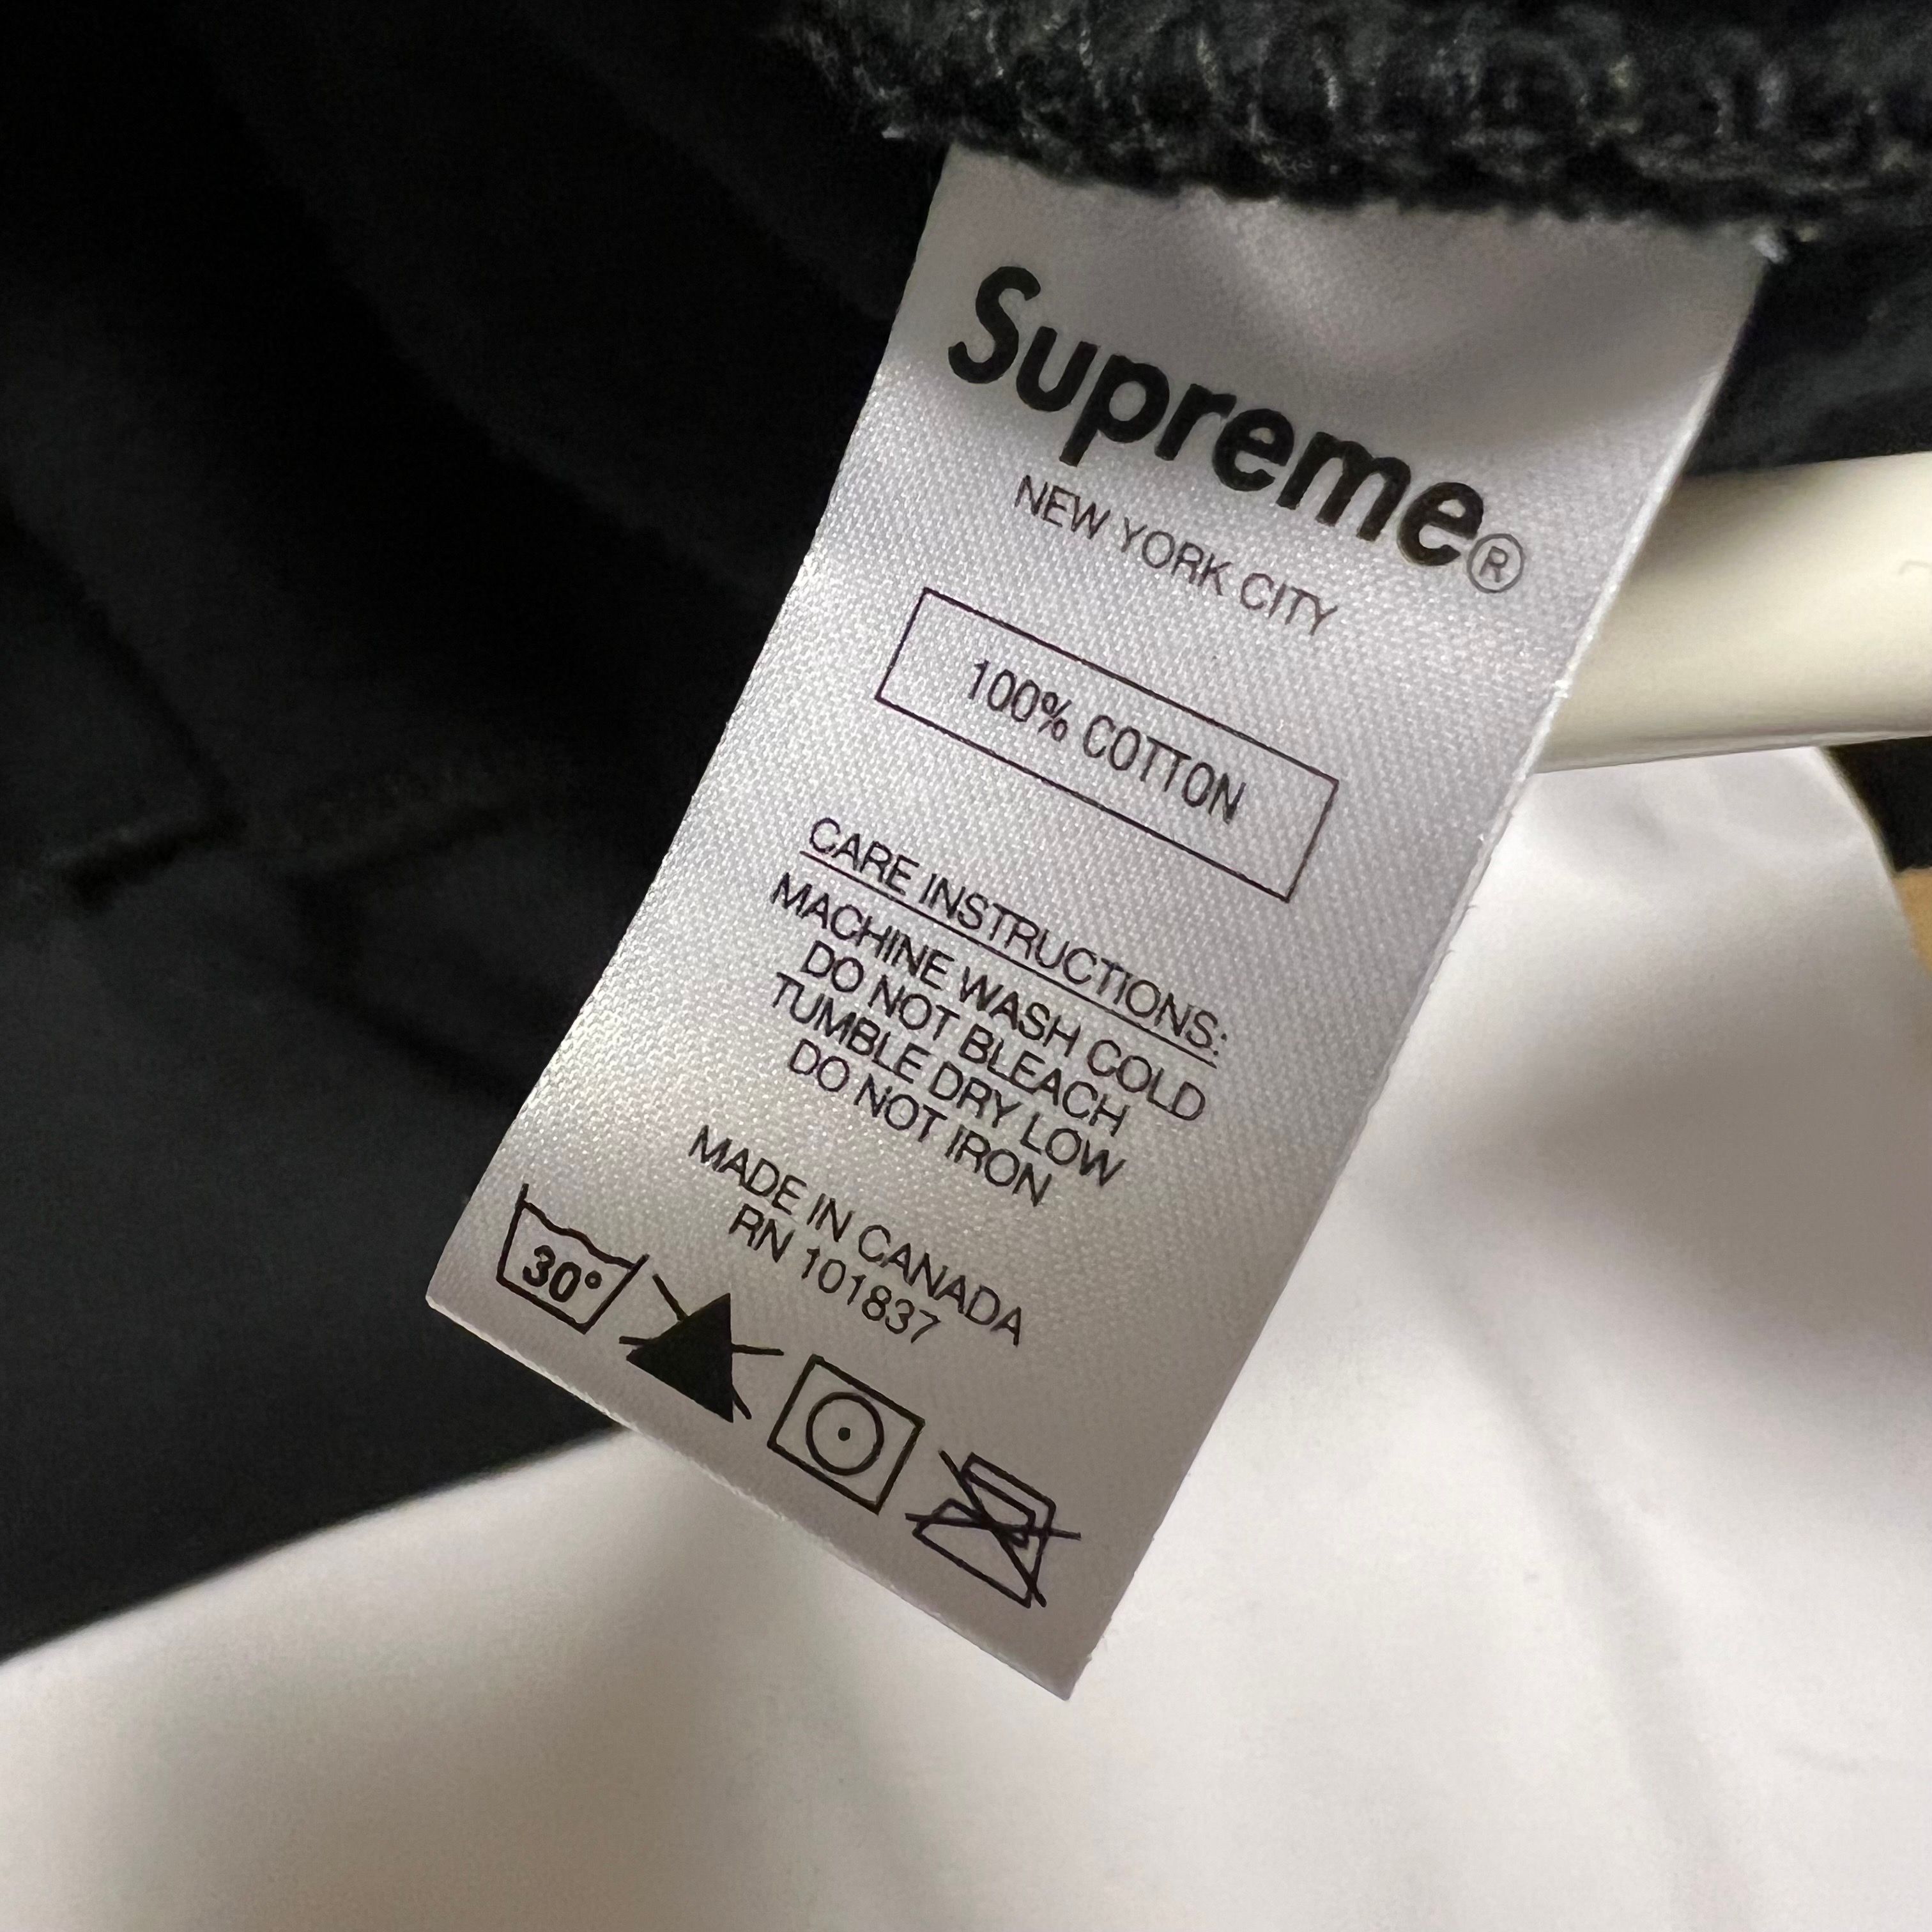 Supreme®
NEW YORK CITY
100% COTTON
CARE INSTRUCTIONS:
MACHINE WASH COLD
DO NOT BLEACH
TUMBLE DRY LOW
DO NOT IRON
MADE IN CANADA
RN 101837
30°